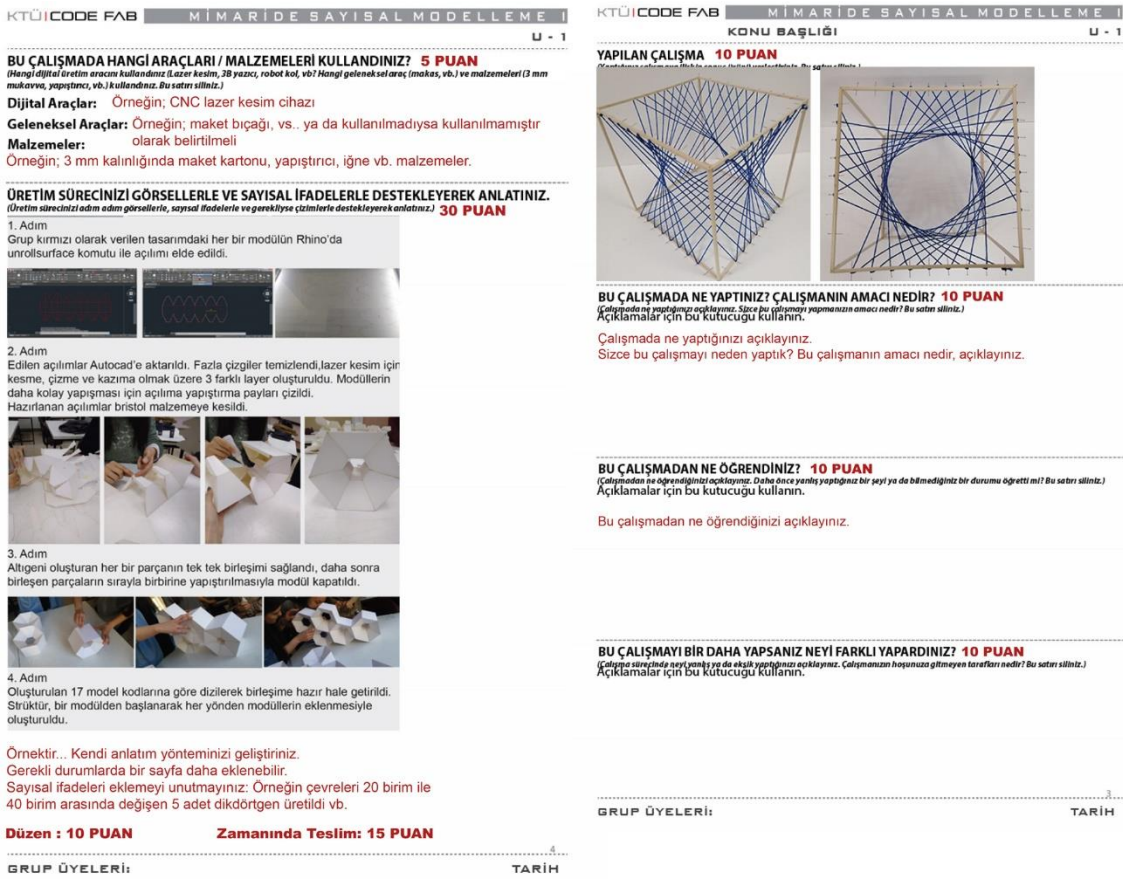 KTÜ|CODE FAB MİMARİDE SAYISAL MODELLEME I
U - 1
BU ÇALIŞMADA HANGİ ARAÇLARI / MALZEMELERİ KULLANDINIZ? 5 PUAN
(Hangi dijital üretim aracını kullandınız (Lazer kesim, 3B yazıcı, robot kol, vb? Hangi geleneksel araç (makas, vb.) ve malzemeleri (3 mm
mukavva, yapıştırıcı, vb.) kullandınız. Bu satırı siliniz.)
Dijital Araçlar: Örneğin; CNC lazer kesim cihazı
Geleneksel Araçlar: Örneğin; maket bıçağı, vs.. ya da kullanılmadıysa kullanılmamıştır
olarak belirtilmeli
Malzemeler:
Örneğin; 3 mm kalınlığında maket kartonu, yapıştırıcı, iğne vb. malzemeler.
ÜRETİM SÜRECİNİZİ GÖRSELLERLE VE SAYISAL İFADELERLE DESTEKLEYEREK ANLATINIZ.
(Üretim sürecinizi adım adım görsellerle, sayısal ifadelerle ve gerekliyse çizimlerle destekleyerek anlatınız.) 30 PUAN
1. Adım
Grup kırmızı olarak verilen tasarımdaki her bir modülün Rhino'da
unrollsurface komutu ile açılımı elde edildi.
2. Adım
Edilen açılımlar Autocad'e aktarıldı. Fazla çizgiler temizlendi,lazer kesim için
kesme, çizme ve kazıma olmak üzere 3 farklı layer oluşturuldu. Modüllerin
daha kolay yapışması için açılıma yapıştırma payları çizildi.
Hazırlanan açılımlar bristol malzemeye kesildi.
3. Adım
Altıgeni oluşturan her bir parçanın tek tek birleşimi sağlandı, daha sonra
birleşen parçaların sırayla birbirine yapıştırılmasıyla modül kapatıldı.
4. Adım
Oluşturulan 17 model kodlarına göre dizilerek birleşime hazır hale getirildi.
Strüktür, bir modülden başlanarak her yönden modüllerin eklenmesiyle
oluşturuldu.
Örnektir... Kendi anlatım yönteminizi geliştiriniz.
Gerekli durumlarda bir sayfa daha eklenebilir.
Sayısal ifadeleri eklemeyi unutmayınız: Örneğin çevreleri 20 birim ile
40 birim arasında değişen 5 adet dikdörtgen üretildi vb.
Düzen : 10 PUAN Zamanında Teslim: 15 PUAN
4
GRUP ÜYELERİ: TARİH
KTÜ|CODE FAB MİMARİDE SAYISAL MODELLEME I
KONU BAŞLIĞI U - 1
YAPILAN ÇALIŞMA 10 PUAN
BU ÇALIŞMADA NE YAPTINIZ? ÇALIŞMANIN AMACI NEDİR? 10 PUAN
(Çalışmada ne yaptığınızı açıklayınız. Sizce bu çalışmayı yapmanızın amacı nedir? Bu satırı siliniz.)
Açıklamalar için bu kutucuğu kullanın.
Çalışmada ne yaptığınızı açıklayınız.
Sizce bu çalışmayı neden yaptık? Bu çalışmanın amacı nedir, açıklayınız.
BU ÇALIŞMADAN NE ÖĞRENDİNİZ? 10 PUAN
(Çalışmadan ne öğrendiğinizi açıklayınız. Daha önce yanlış yaptığınız bir şeyi ya da bilmediğiniz bir durumu öğretti mi? Bu satırı siliniz.)
Açıklamalar için bu kutucuğu kullanın.
Bu çalışmadan ne öğrendiğinizi açıklayınız.
BU ÇALIŞMAYI BİR DAHA YAPSANIZ NEYİ FARKLI YAPARDINIZ? 10 PUAN
(Çalışma sürecinde neyi yanlış ya da eksik yaptığınızı açıklayınız. Çalışmanızın hoşunuza gitmeyen tarafları nedir? Bu satırı siliniz.)
Açıklamalar için bu kutucuğu kullanın.
3
GRUP ÜYELERİ: TARİH